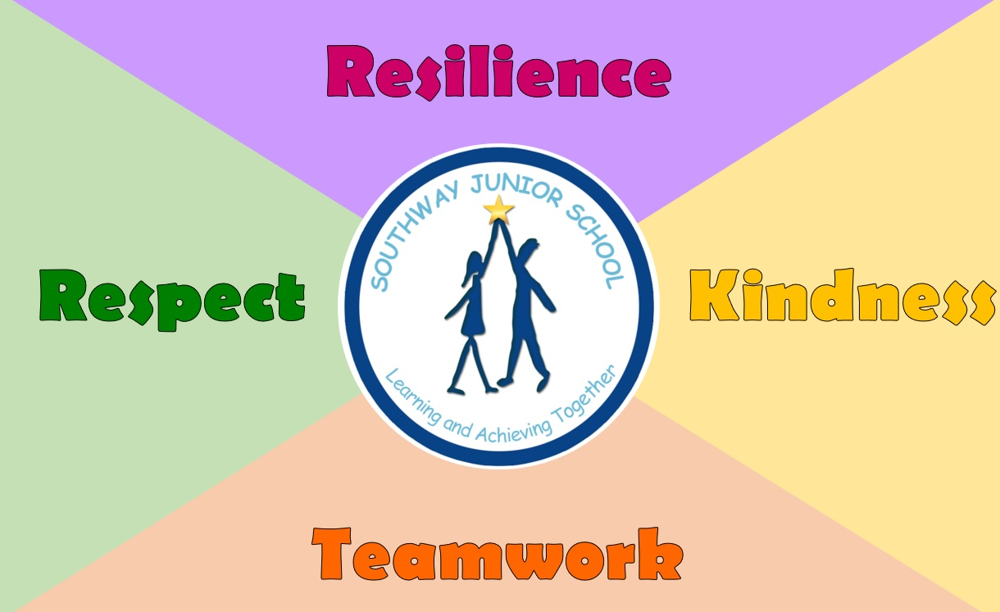 Resilience
SOUTHWAY JUNIOR SCHOOL
Respect
Kindness
Learning and Achieving Together
Teamwork